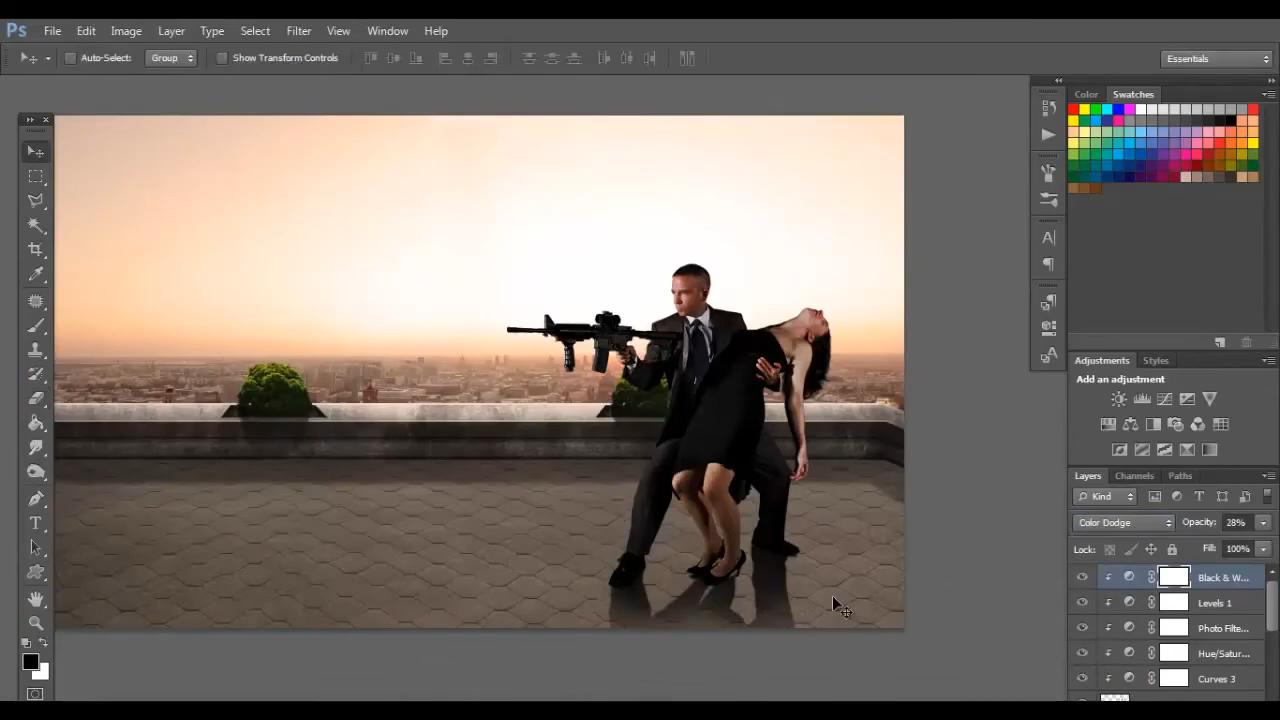 Ps File Edit Image Layer Type Select Filter View Window Help
Auto-Select: Group Show Transform Controls Essentials
Color Swatches
Adjustments Styles
Add an adjustment
Layers Channels Paths
Kind
Color Dodge Opacity: 28%
Lock: Fill: 100%
Black & W...
Levels 1
Photo Filte...
Hue/Satur...
Curves 3